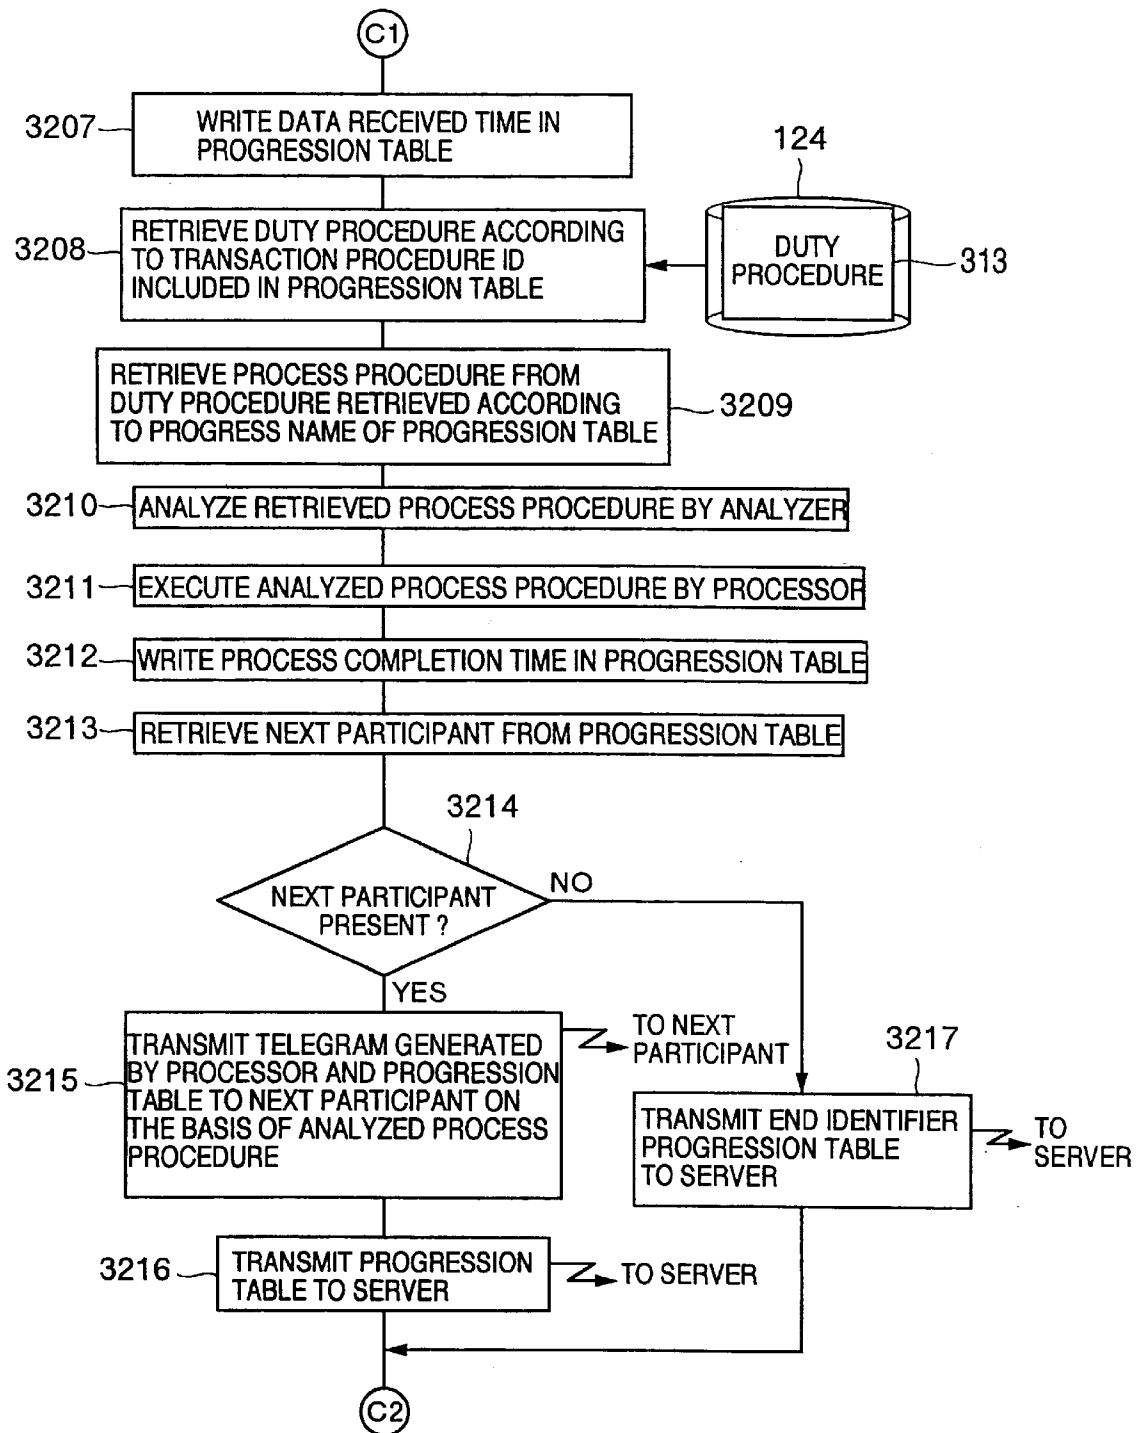 C1
3207
WRITE DATA RECEIVED TIME IN
PROGRESSION TABLE
124
3208
RETRIEVE DUTY PROCEDURE ACCORDING
TO TRANSACTION PROCEDURE ID
INCLUDED IN PROGRESSION TABLE
DUTY
PROCEDURE
313
RETRIEVE PROCESS PROCEDURE FROM
DUTY PROCEDURE RETRIEVED ACCORDING
TO PROGRESS NAME OF PROGRESSION TABLE
3209
3210
ANALYZE RETRIEVED PROCESS PROCEDURE BY ANALYZER
3211
EXECUTE ANALYZED PROCESS PROCEDURE BY PROCESSOR
3212
WRITE PROCESS COMPLETION TIME IN PROGRESSION TABLE
3213
RETRIEVE NEXT PARTICIPANT FROM PROGRESSION TABLE
3214
NEXT PARTICIPANT
PRESENT ?
NO
YES
3215
TRANSMIT TELEGRAM GENERATED
BY PROCESSOR AND PROGRESSION
TABLE TO NEXT PARTICIPANT ON
THE BASIS OF ANALYZED PROCESS
PROCEDURE
TO NEXT
PARTICIPANT
3217
TRANSMIT END IDENTIFIER
PROGRESSION TABLE
TO SERVER
TO
SERVER
3216
TRANSMIT PROGRESSION
TABLE TO SERVER
TO SERVER
C2